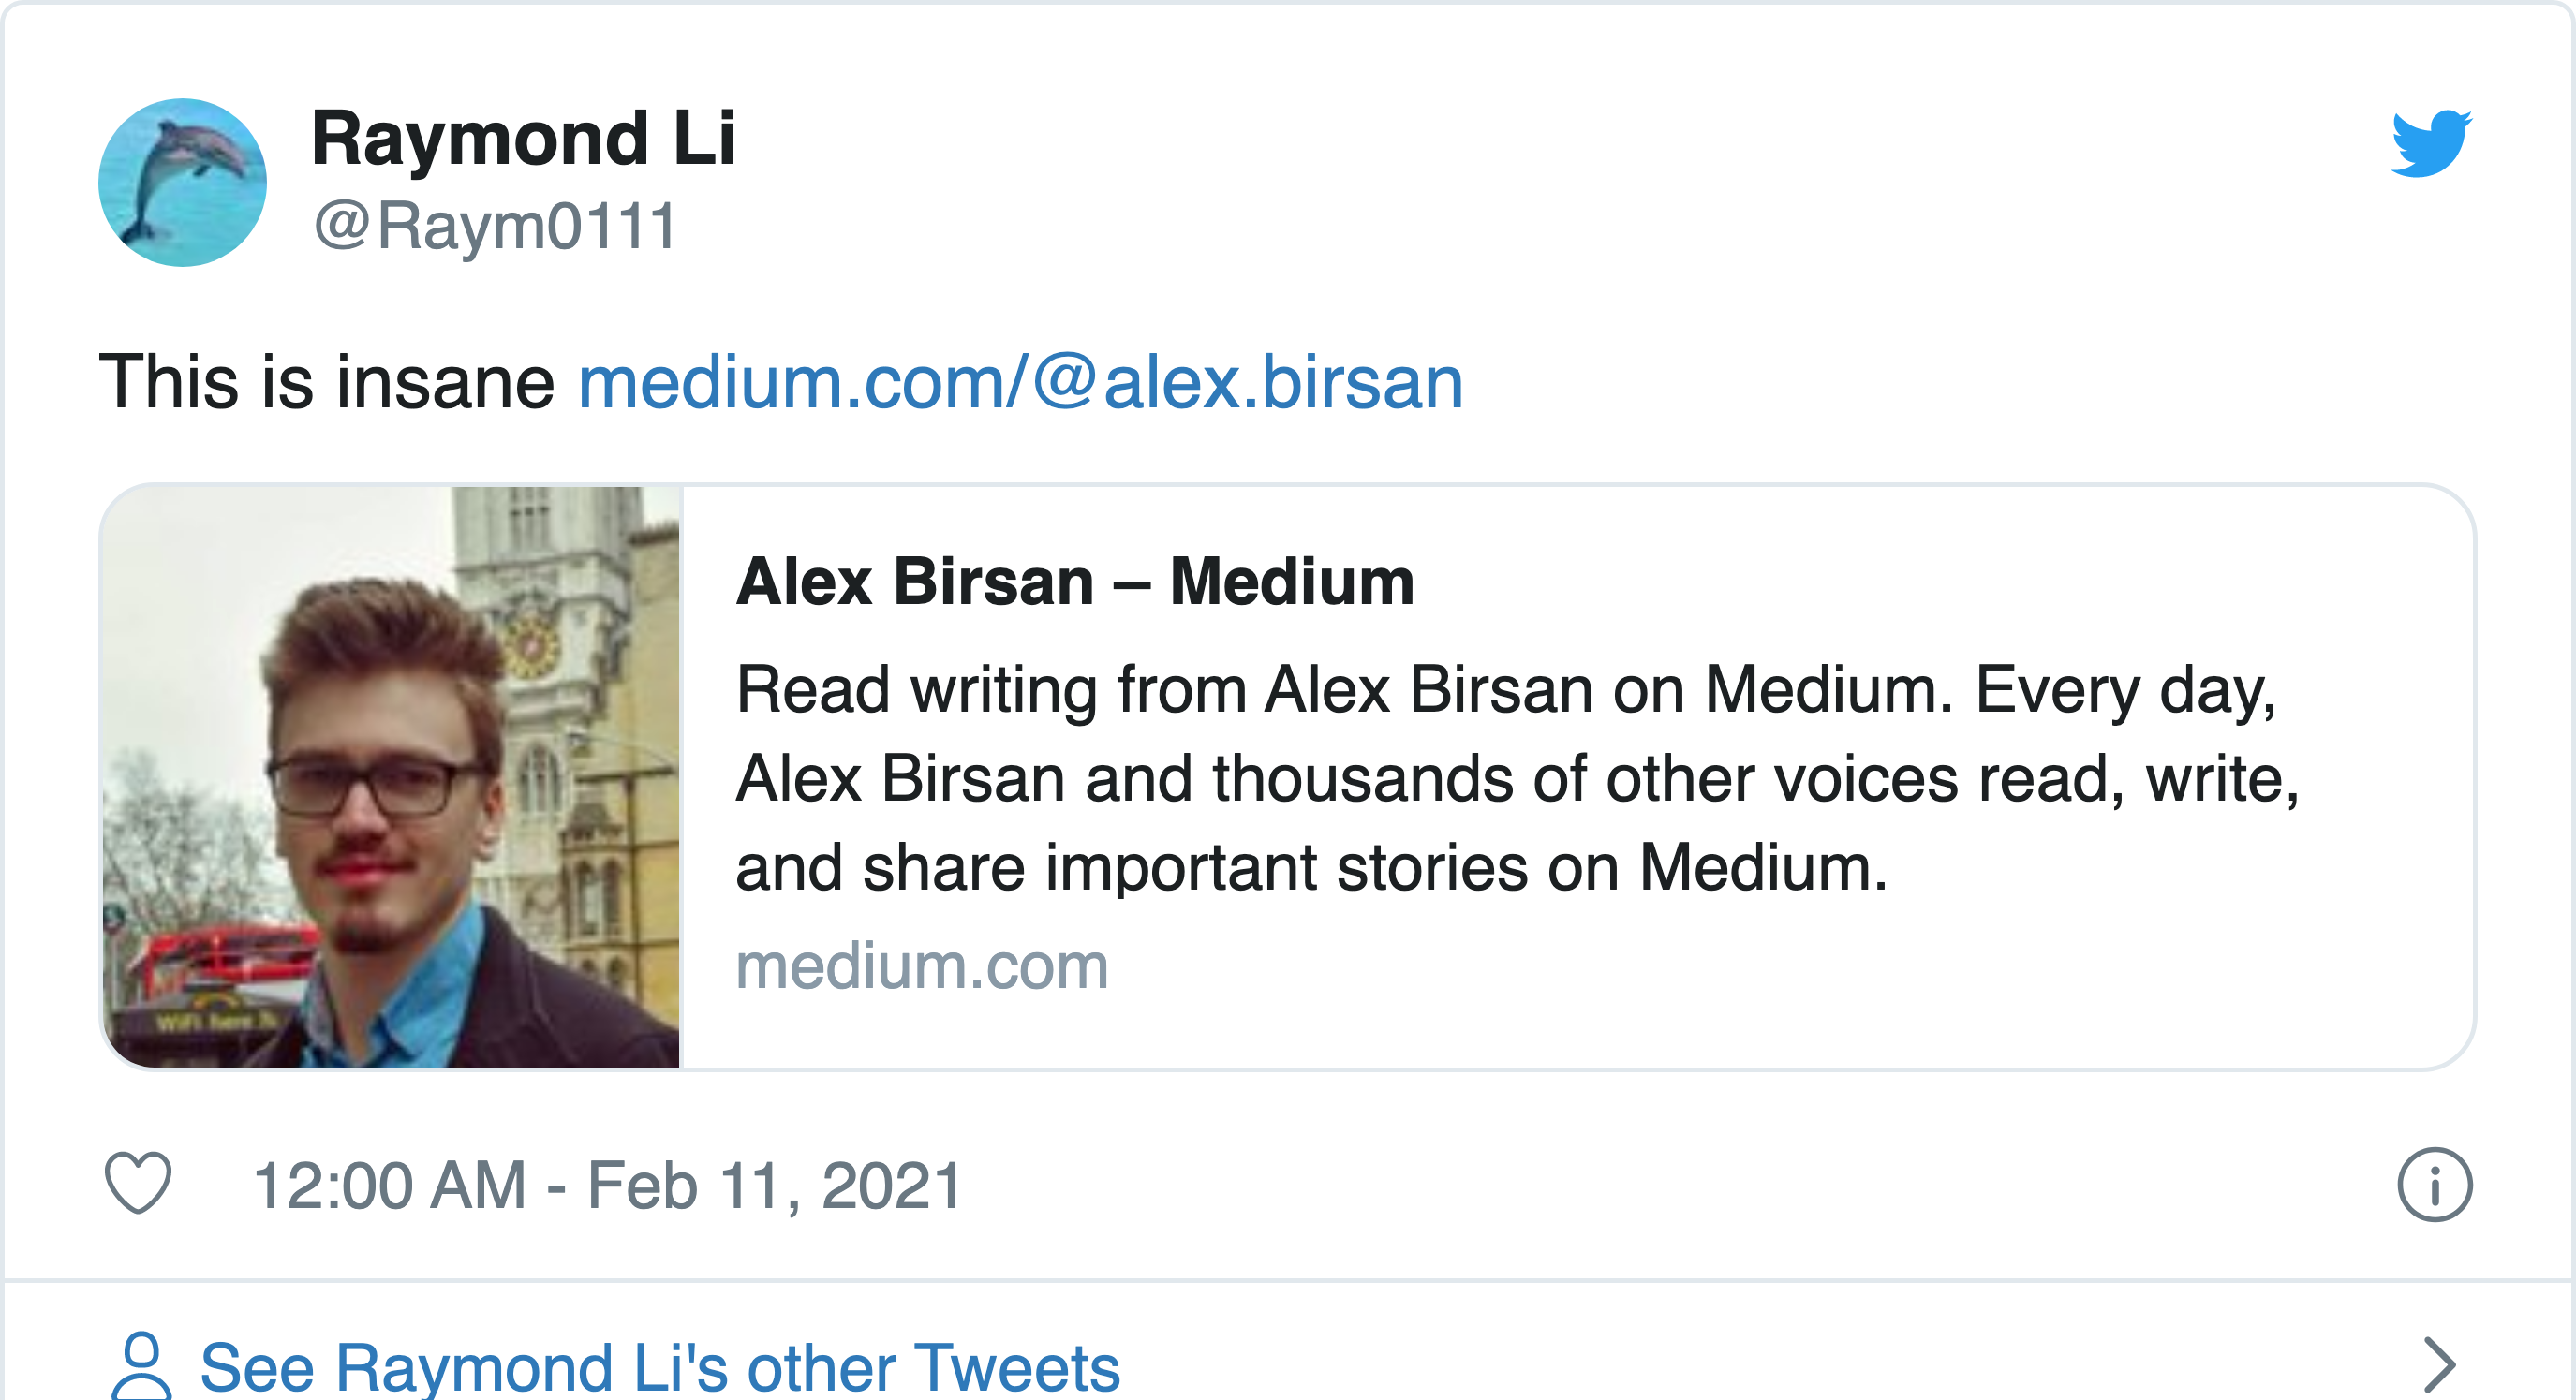 Raymond Li
@Raym0111
This is insane medium.com/@alex.birsan
Alex Birsan – Medium
Read writing from Alex Birsan on Medium. Every day,
Alex Birsan and thousands of other voices read, write,
and share important stories on Medium.
medium.com
WiFi here
12:00 AM - Feb 11, 2021
See Raymond Li's other Tweets